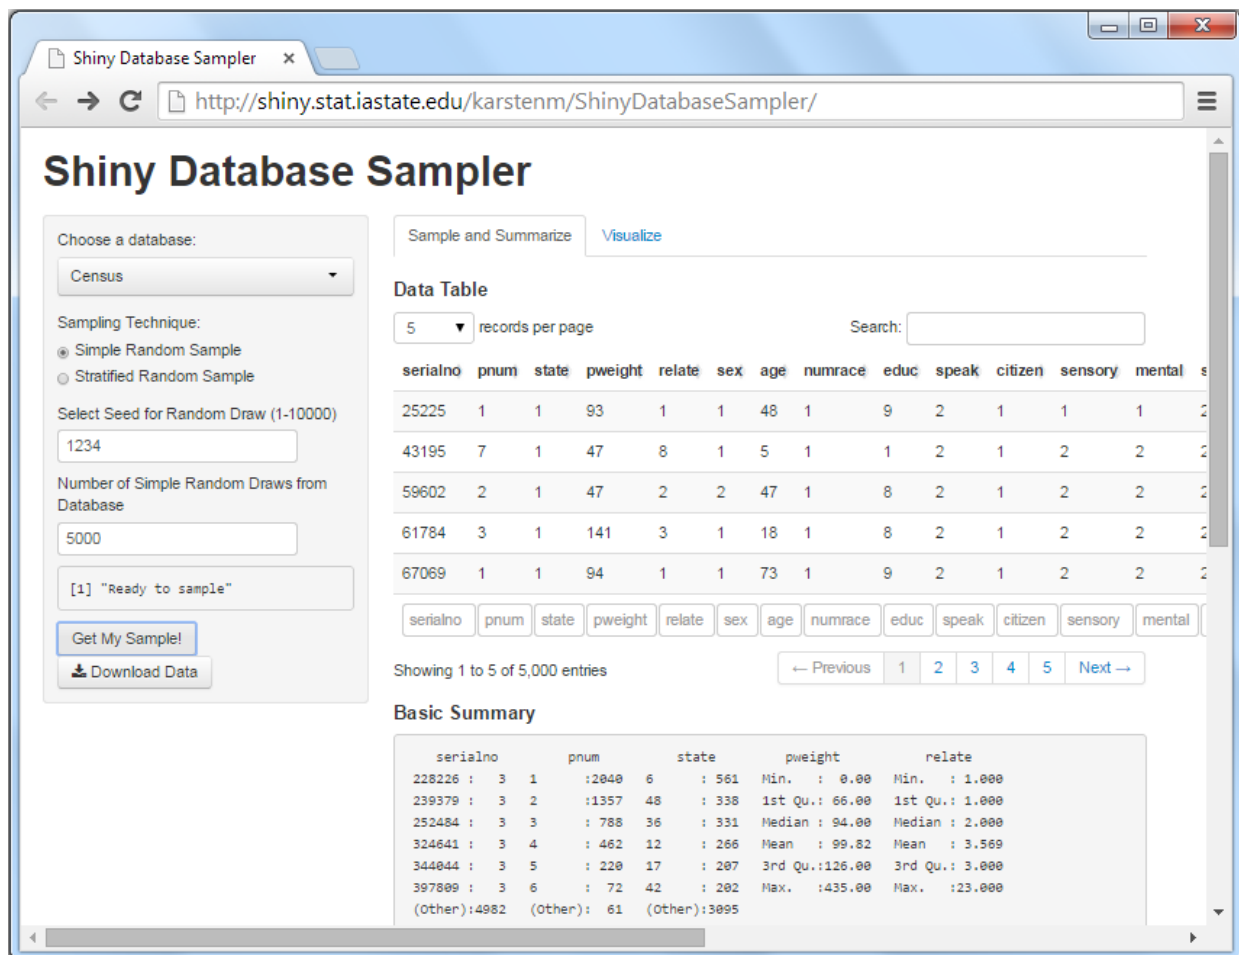 Shiny Database Sampler
http://shiny.stat.iastate.edu/karstenm/ShinyDatabaseSampler/
Shiny Database Sampler
Choose a database:
Census
Sampling Technique:
Simple Random Sample
Stratified Random Sample
Select Seed for Random Draw (1-10000)
1234
Number of Simple Random Draws from
Database
5000
[1] "Ready to sample"
Get My Sample!
Download Data
Sample and Summarize Visualize
Data Table
5 records per page Search:
serialno pnum state pweight relate sex age numrace educ speak citizen sensory mental s
25225 1 1 93 1 1 48 1 9 2 1 1 1 2
43195 7 1 47 8 1 5 1 1 2 1 2 2 2
59602 2 1 47 2 2 47 1 8 2 1 2 2 2
61784 3 1 141 3 1 18 1 8 2 1 2 2 2
67069 1 1 94 1 1 73 1 9 2 1 2 2 2
serialno pnum state pweight relate sex age numrace educ speak citizen sensory mental
Showing 1 to 5 of 5,000 entries ← Previous 1 2 3 4 5 Next →
Basic Summary
serialno pnum state pweight relate
228226 : 3 1 :2040 6 : 561 Min. : 0.00 Min. : 1.000
239379 : 3 2 :1357 48 : 338 1st Qu.: 66.00 1st Qu.: 1.000
252484 : 3 3 : 788 36 : 331 Median : 94.00 Median : 2.000
324641 : 3 4 : 462 12 : 266 Mean : 99.82 Mean : 3.569
344044 : 3 5 : 220 17 : 207 3rd Qu.:126.00 3rd Qu.: 3.000
397809 : 3 6 : 72 42 : 202 Max. :435.00 Max. :23.000
(Other):4982 (Other): 61 (Other):3095